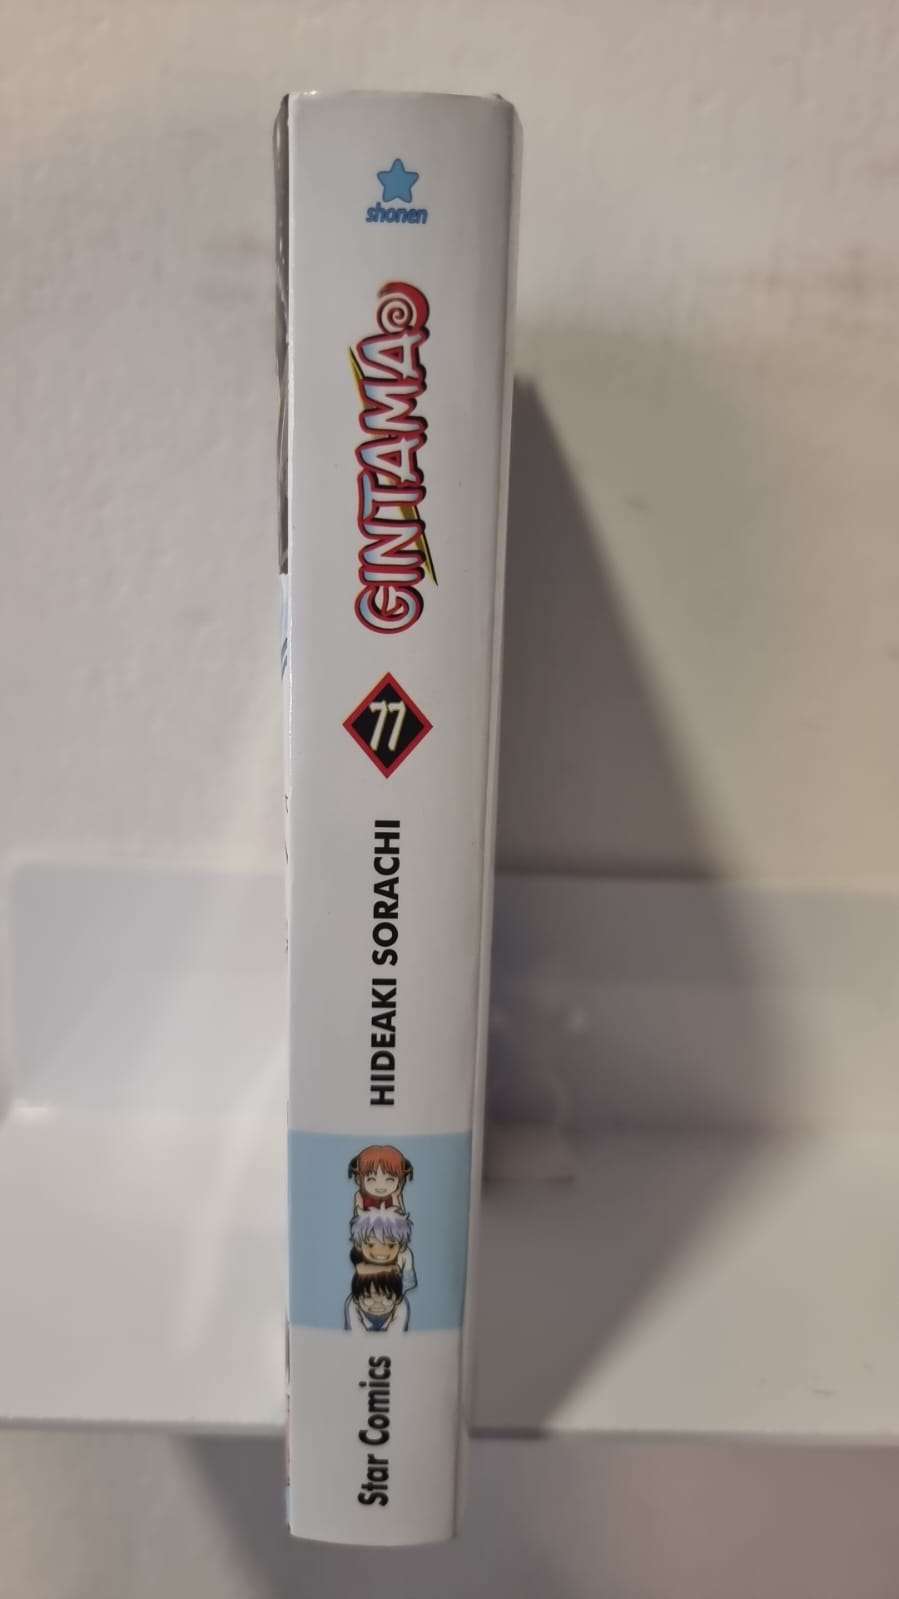 shonen
GINTAMA
77
HIDEAKI SORACHI
Star Comics